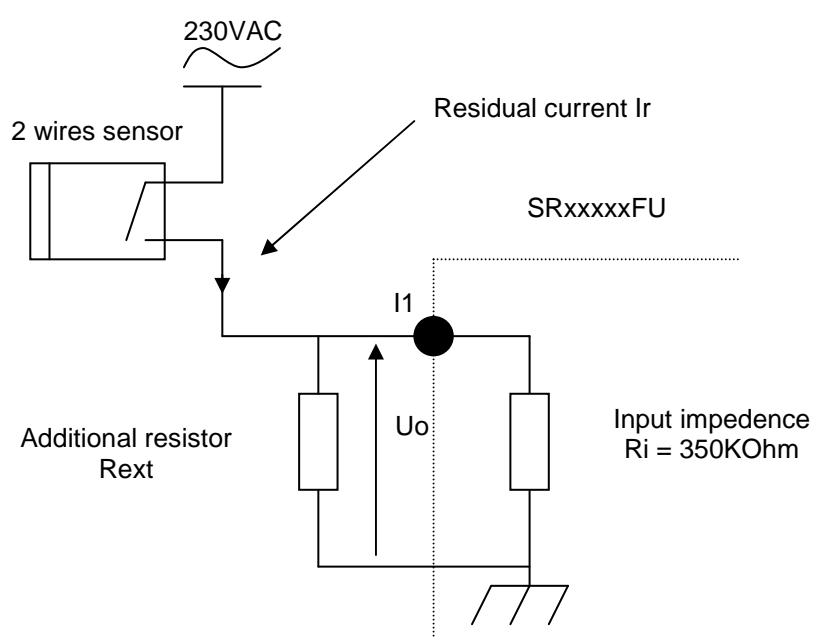 230VAC
2 wires sensor
Residual current Ir
SRxxxxxFU
I1
Additional resistor
Rext
Uo
Input impedence
Ri = 350KOhm